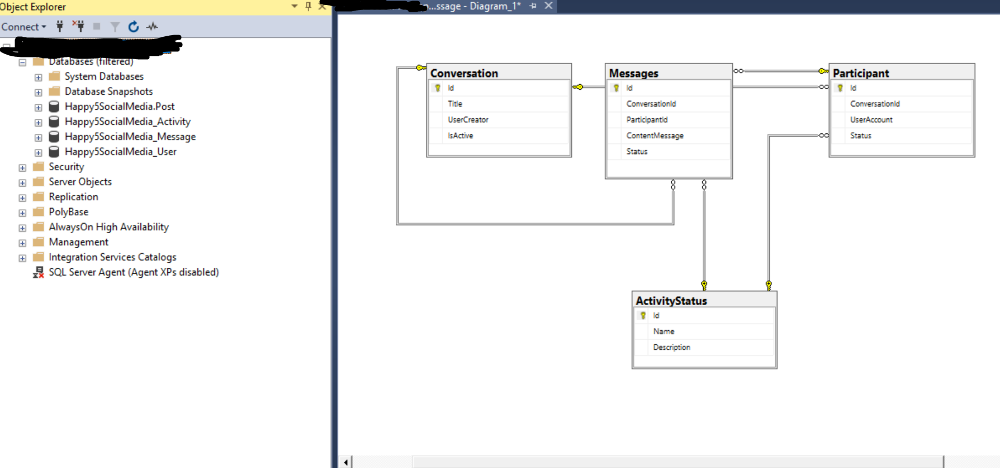 Object Explorer
Connect
Databases (filtered)
System Databases
Database Snapshots
Happy5SocialMedia.Post
Happy5SocialMedia_Activity
Happy5SocialMedia_Message
Happy5SocialMedia_User
Security
Server Objects
Replication
PolyBase
AlwaysOn High Availability
Management
Integration Services Catalogs
SQL Server Agent (Agent XPs disabled)
...ssage - Diagram_1*
Conversation
Id
Title
UserCreator
IsActive
Messages
Id
ConversationId
ParticipantId
ContentMessage
Status
Participant
Id
ConversationId
UserAccount
Status
ActivityStatus
Id
Name
Description